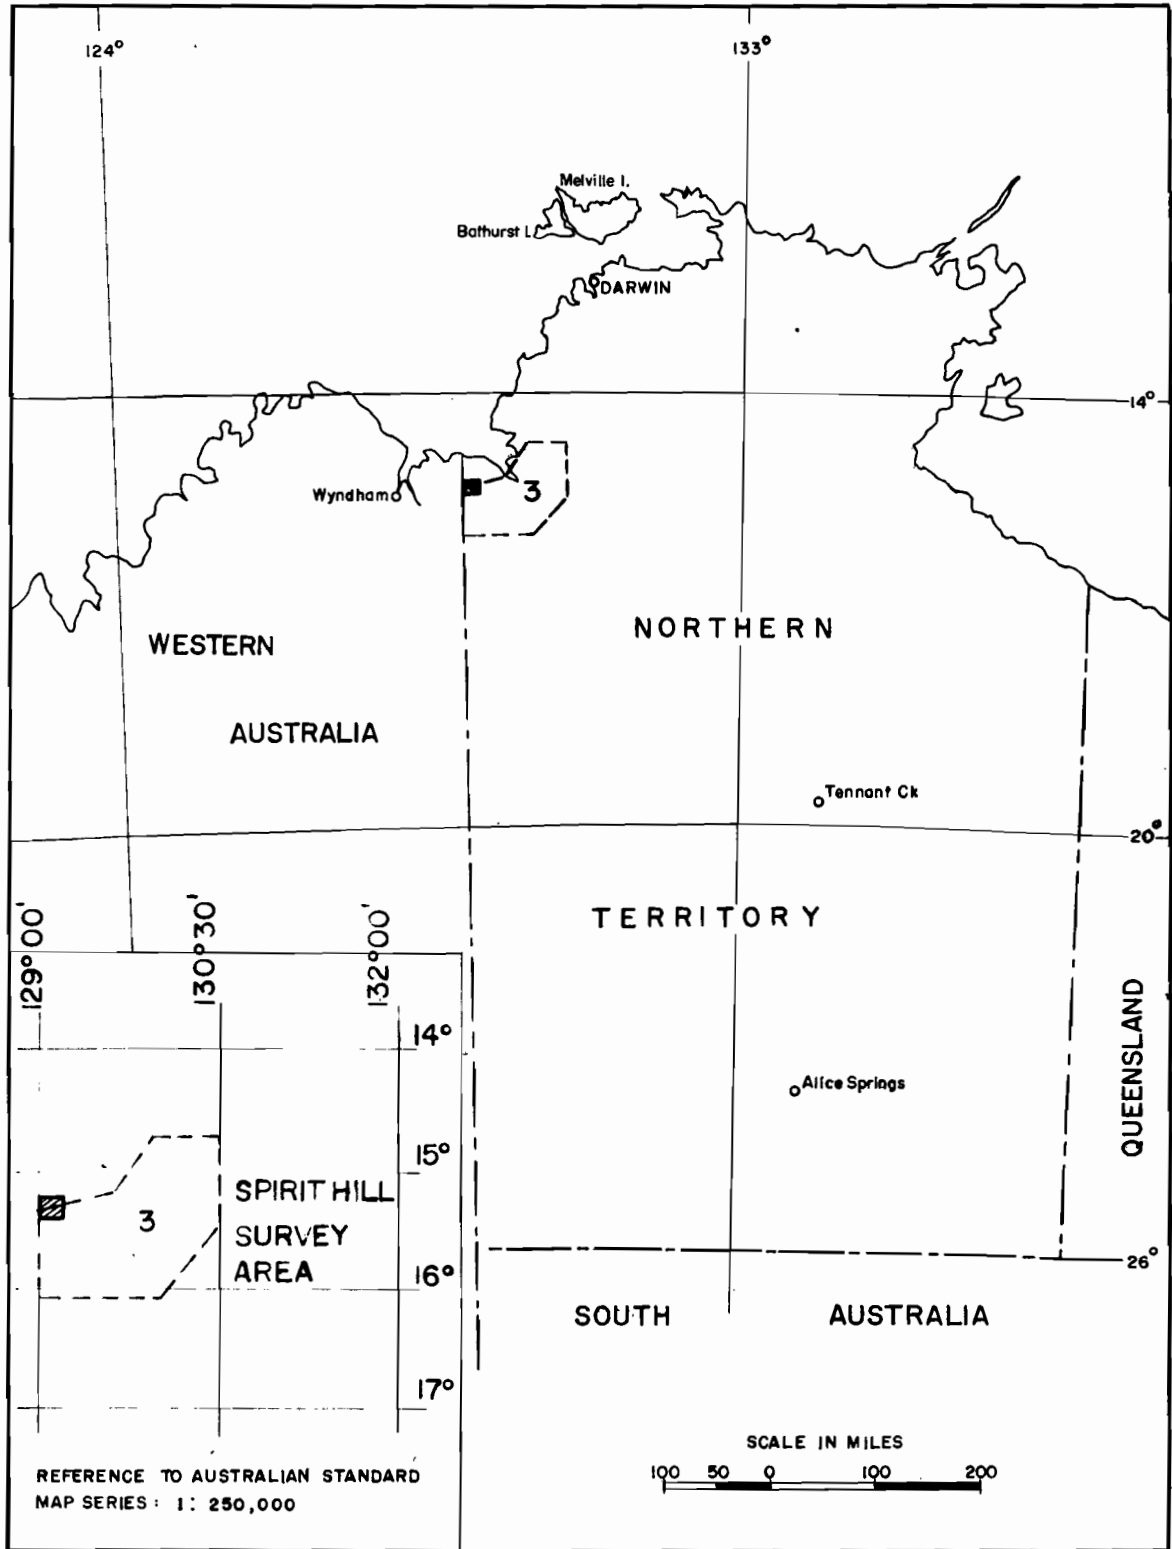 124°
133°
Melville I.
Bathurst I.
DARWIN
14°
3
Wyndham
WESTERN
AUSTRALIA
NORTHERN
TERRITORY
Tennant Ck
20°
129°00'
130°30'
132°00'
14°
15°
16°
17°
3
SPIRIT HILL
SURVEY
AREA
Alice Springs
QUEENSLAND
26°
SOUTH AUSTRALIA
SCALE IN MILES
100 50 0 100 200
REFERENCE TO AUSTRALIAN STANDARD
MAP SERIES: 1: 250,000